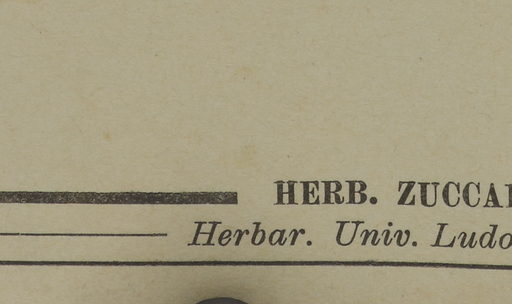 HERB. ZUCCA
Herbar. Univ. Ludo